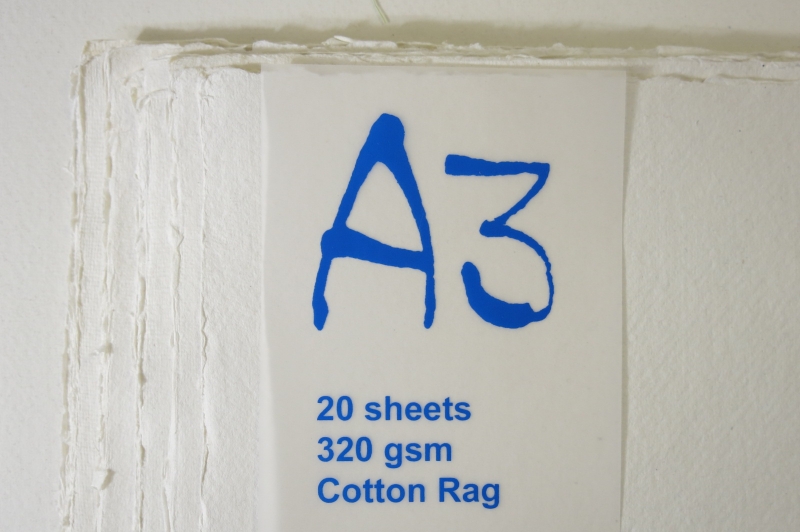 A3
20 sheets
320 gsm
Cotton Rag